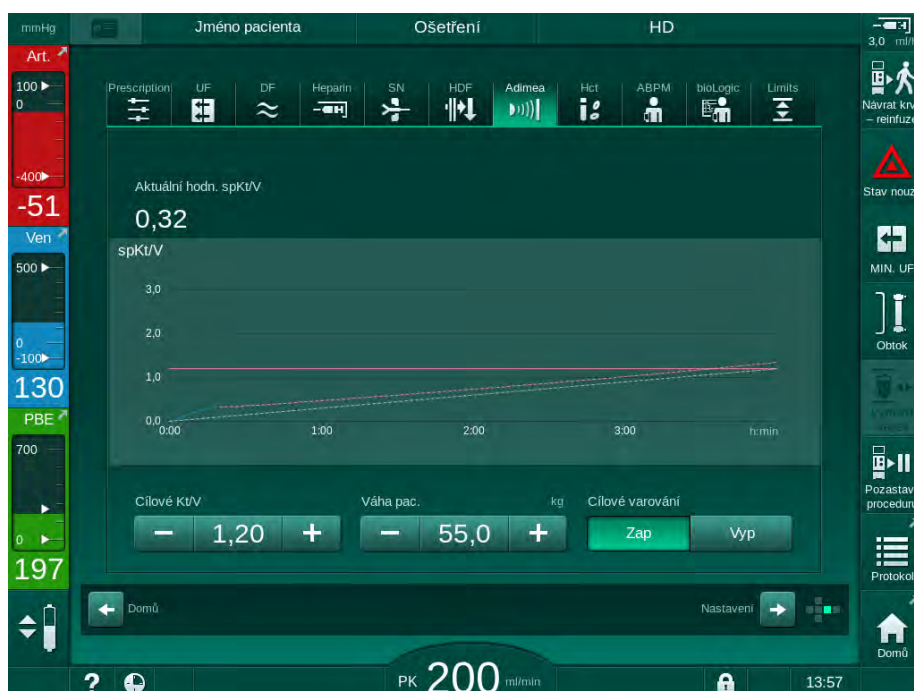 mmHg
Jméno pacienta
Ošetření
HD
3,0 ml/h
Art.
100
0
-400
-51
Ven
500
0
-100
130
PBE
700
0
197
Prescription
UF
DF
Heparin
SN
HDF
Adimea
Hct
ABPM
bioLogic
Limits
Aktuální hodn. spKt/V
0,32
spKt/V
3,0
2,0
1,0
0,0
0:00
1:00
2:00
3:00
h:min
Cílové Kt/V
Váha pac.
kg
Cílové varování
− 1,20 +
− 55,0 +
Zap
Vyp
Domů
Nastavení
Návrat krv
– reinfuze
Stav nouz
MIN. UF
Obtok
Pozastav
proceduru
Protokol
Domů
?
PK 200 ml/min
13:57